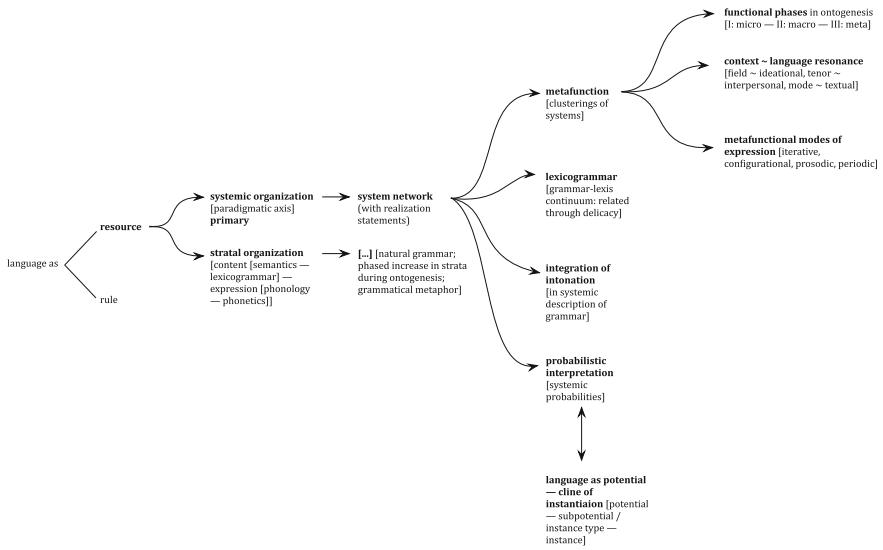 language as
resource
rule
systemic organization
[paradigmatic axis]
primary
stratal organization
[content [semantics —
lexicogrammar] —
expression [phonology
— phonetics]]
system network
(with realization
statements)
[...] [natural grammar;
phased increase in strata
during ontogenesis;
grammatical metaphor]
metafunction
[clusterings of
systems]
lexicogrammar
[grammar-lexis
continuum: related
through delicacy]
integration of
intonation
[in systemic
description of
grammar]
probabilistic
interpretation
[systemic
probabilities]
language as potential
— cline of
instantiaion [potential
— subpotential /
instance type —
instance]
functional phases in ontogenesis
[I: micro — II: macro — III: meta]
context ~ language resonance
[field ~ ideational, tenor ~
interpersonal, mode ~ textual]
metafunctional modes of
expression [iterative,
configurational, prosodic, periodic]